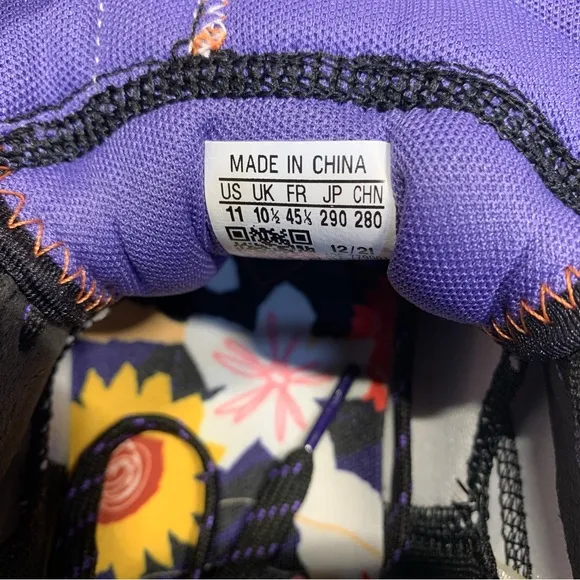 MADE IN CHINA
US UK FR JP CHN
11 10½ 45⅓ 290 280
12/21